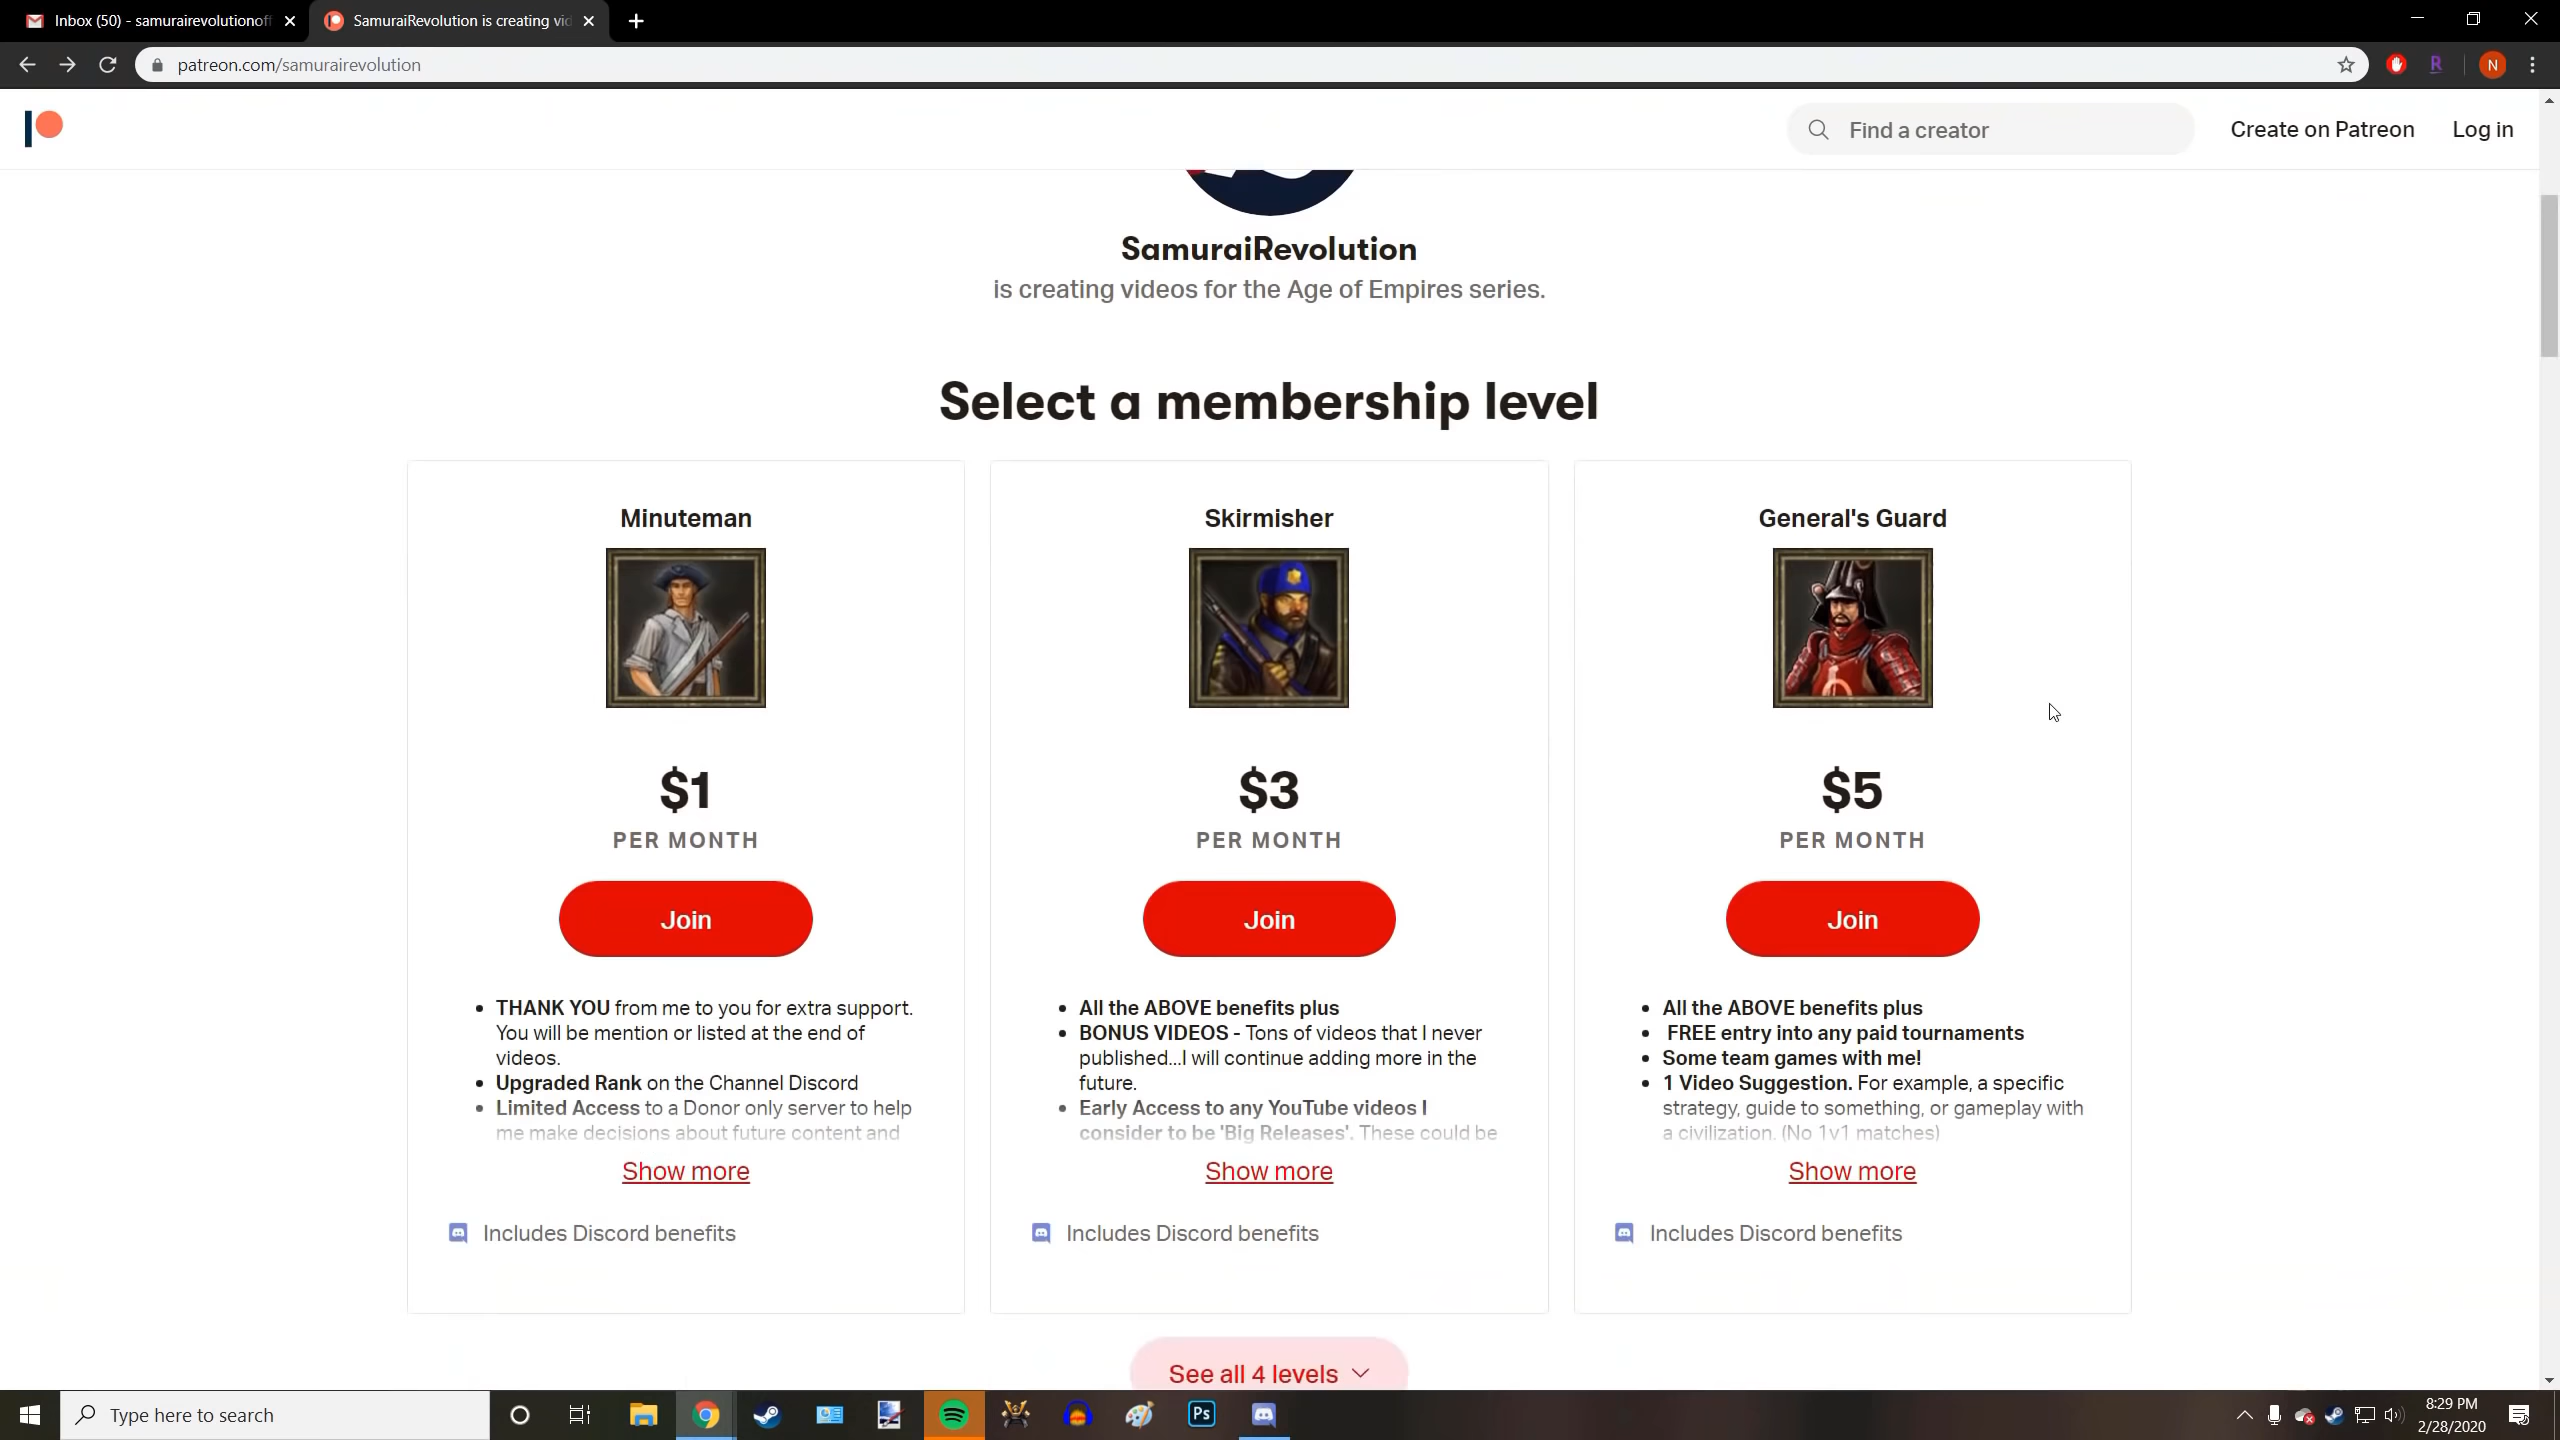 Inbox (50) - samurairevolutionoff
SamuraiRevolution is creating vid
patreon.com/samurairevolution
N
Find a creator
Create on Patreon
Log in
SamuraiRevolution
is creating videos for the Age of Empires series.
Select a membership level
Minuteman
$1
PER MONTH
Join
THANK YOU from me to you for extra support.
You will be mention or listed at the end of
videos.
Upgraded Rank on the Channel Discord
Limited Access to a Donor only server to help
me make decisions about future content and
Show more
Includes Discord benefits
Skirmisher
$3
PER MONTH
Join
All the ABOVE benefits plus
BONUS VIDEOS - Tons of videos that I never
published...I will continue adding more in the
future.
Early Access to any YouTube videos I
consider to be 'Big Releases'. These could be
Show more
Includes Discord benefits
General's Guard
$5
PER MONTH
Join
All the ABOVE benefits plus
FREE entry into any paid tournaments
Some team games with me!
1 Video Suggestion. For example, a specific
strategy, guide to something, or gameplay with
a civilization. (No 1v1 matches)
Show more
Includes Discord benefits
See all 4 levels
Type here to search
Ps
8:29 PM
2/28/2020